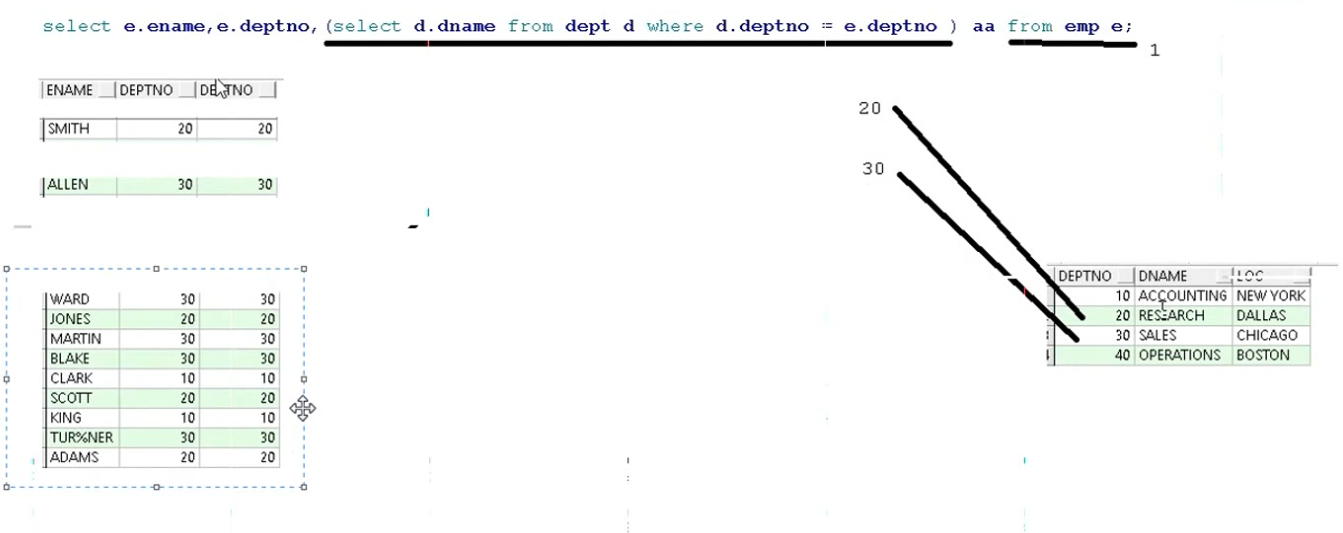 select e.ename,e.deptno,(select d.dname from dept d where d.deptno = e.deptno ) aa from emp e;
1
ENAME DEPTNO DEPTNO
SMITH 20 20
20
ALLEN 30 30
30
WARD 30 30
JONES 20 20
MARTIN 30 30
BLAKE 30 30
CLARK 10 10
SCOTT 20 20
KING 10 10
TUR%NER 30 30
ADAMS 20 20
DEPTNO DNAME LOC
10 ACCOUNTING NEW YORK
20 RESEARCH DALLAS
30 SALES CHICAGO
40 OPERATIONS BOSTON